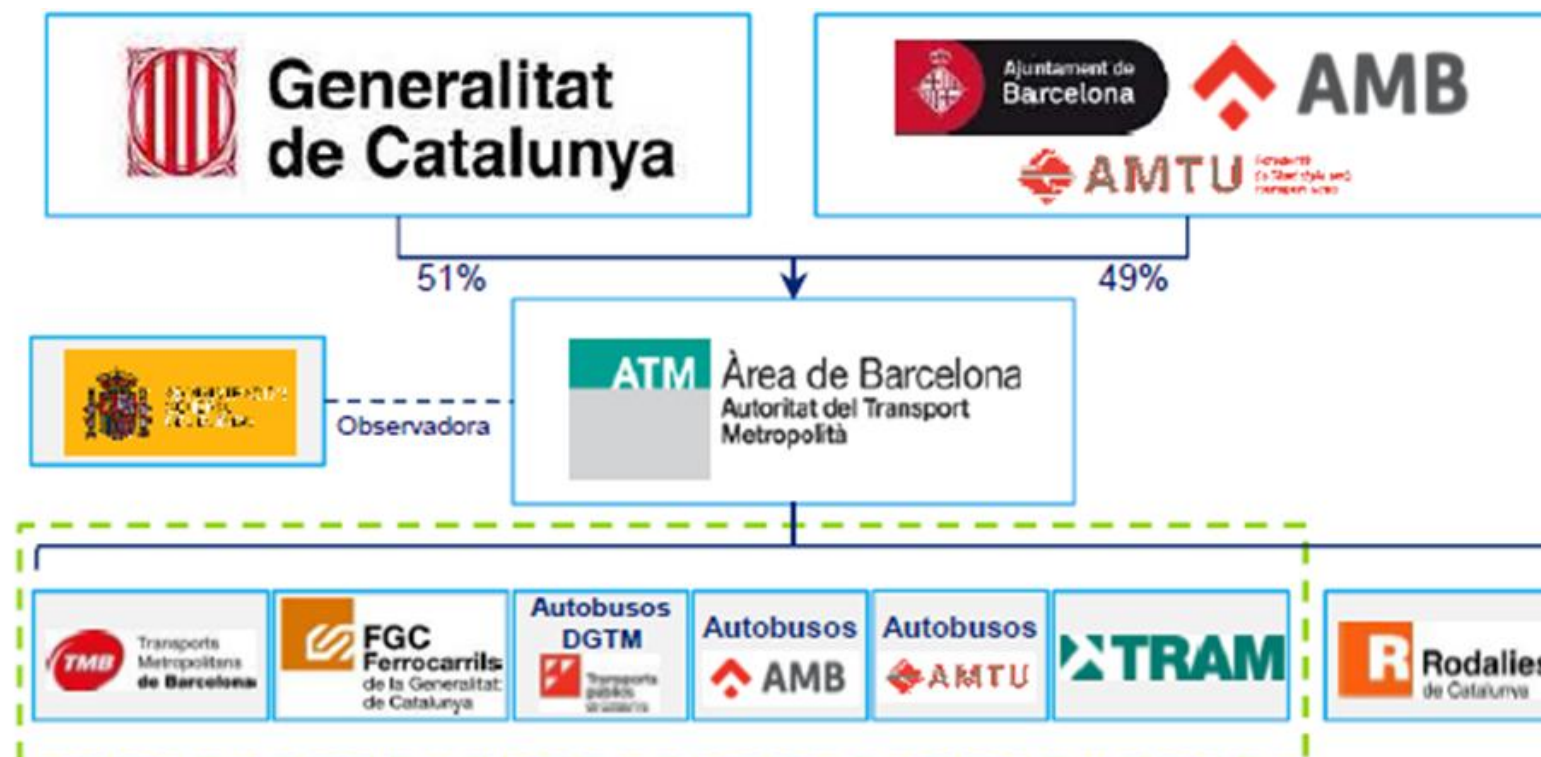 Generalitat
de Catalunya
Ajuntament de
Barcelona
AMB
AMTU
51%
49%
Observadora
ATM
Àrea de Barcelona
Autoritat del Transport
Metropolità
TMB
Transports
Metropolitans
de Barcelona
FGC
Ferrocarrils
de la Generalitat
de Catalunya
Autobusos
DGTM
Transports
públics
Autobusos
AMB
Autobusos
AMTU
TRAM
R
Rodalies
de Catalunya